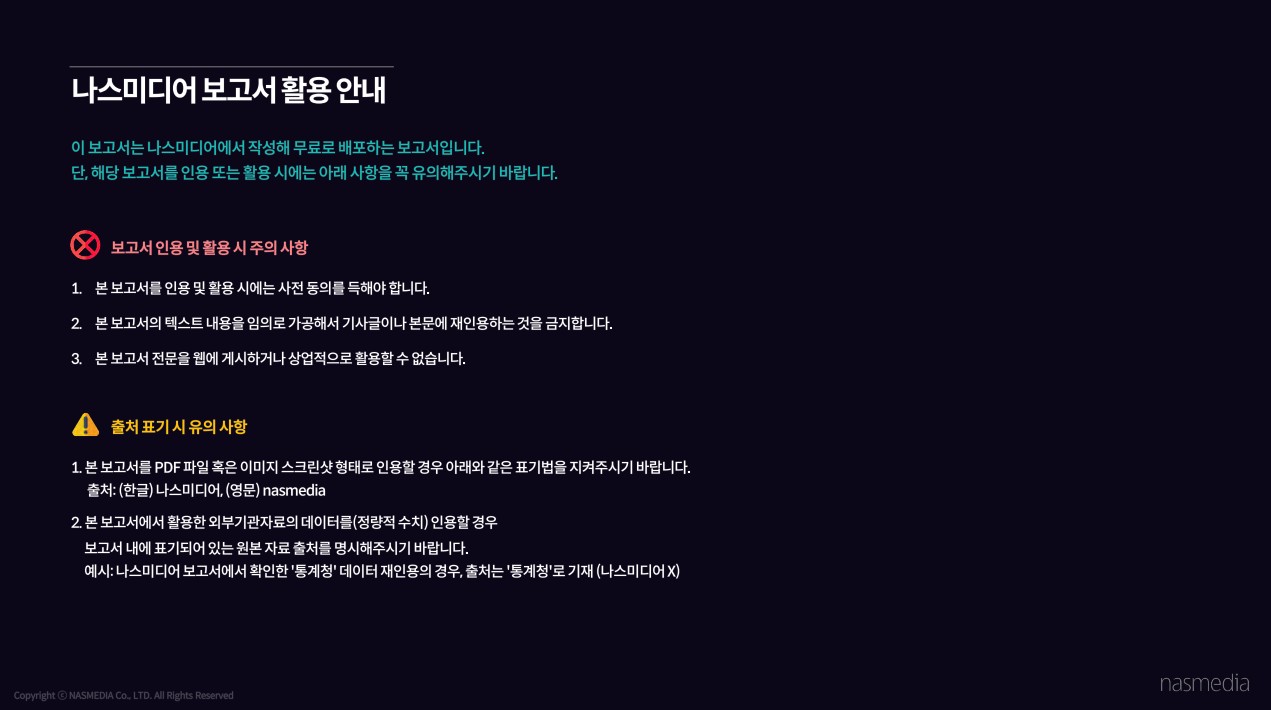 나스미디어 보고서 활용 안내
이 보고서는 나스미디어에서 작성해 무료로 배포하는 보고서입니다.
단, 해당 보고서를 인용 또는 활용 시에는 아래 사항을 꼭 유의해주시기 바랍니다.
보고서 인용 및 활용 시 주의 사항
1. 본 보고서를 인용 및 활용 시에는 사전 동의를 득해야 합니다.
2. 본 보고서의 텍스트 내용을 임의로 가공해서 기사글이나 본문에 재인용하는 것을 금지합니다.
3. 본 보고서 전문을 웹에 게시하거나 상업적으로 활용할 수 없습니다.
출처 표기 시 유의 사항
1. 본 보고서를 PDF 파일 혹은 이미지 스크린샷 형태로 인용할 경우 아래와 같은 표기법을 지켜주시기 바랍니다.
출처: (한글) 나스미디어, (영문) nasmedia
2. 본 보고서에서 활용한 외부기관자료의 데이터를(정량적 수치) 인용할 경우
보고서 내에 표기되어 있는 원본 자료 출처를 명시해주시기 바랍니다.
예시: 나스미디어 보고서에서 확인한 '통계청' 데이터 재인용의 경우, 출처는 '통계청'로 기재 (나스미디어 X)
Copyright ⓒ NASMEDIA Co., LTD. All Rights Reserved
nasmedia